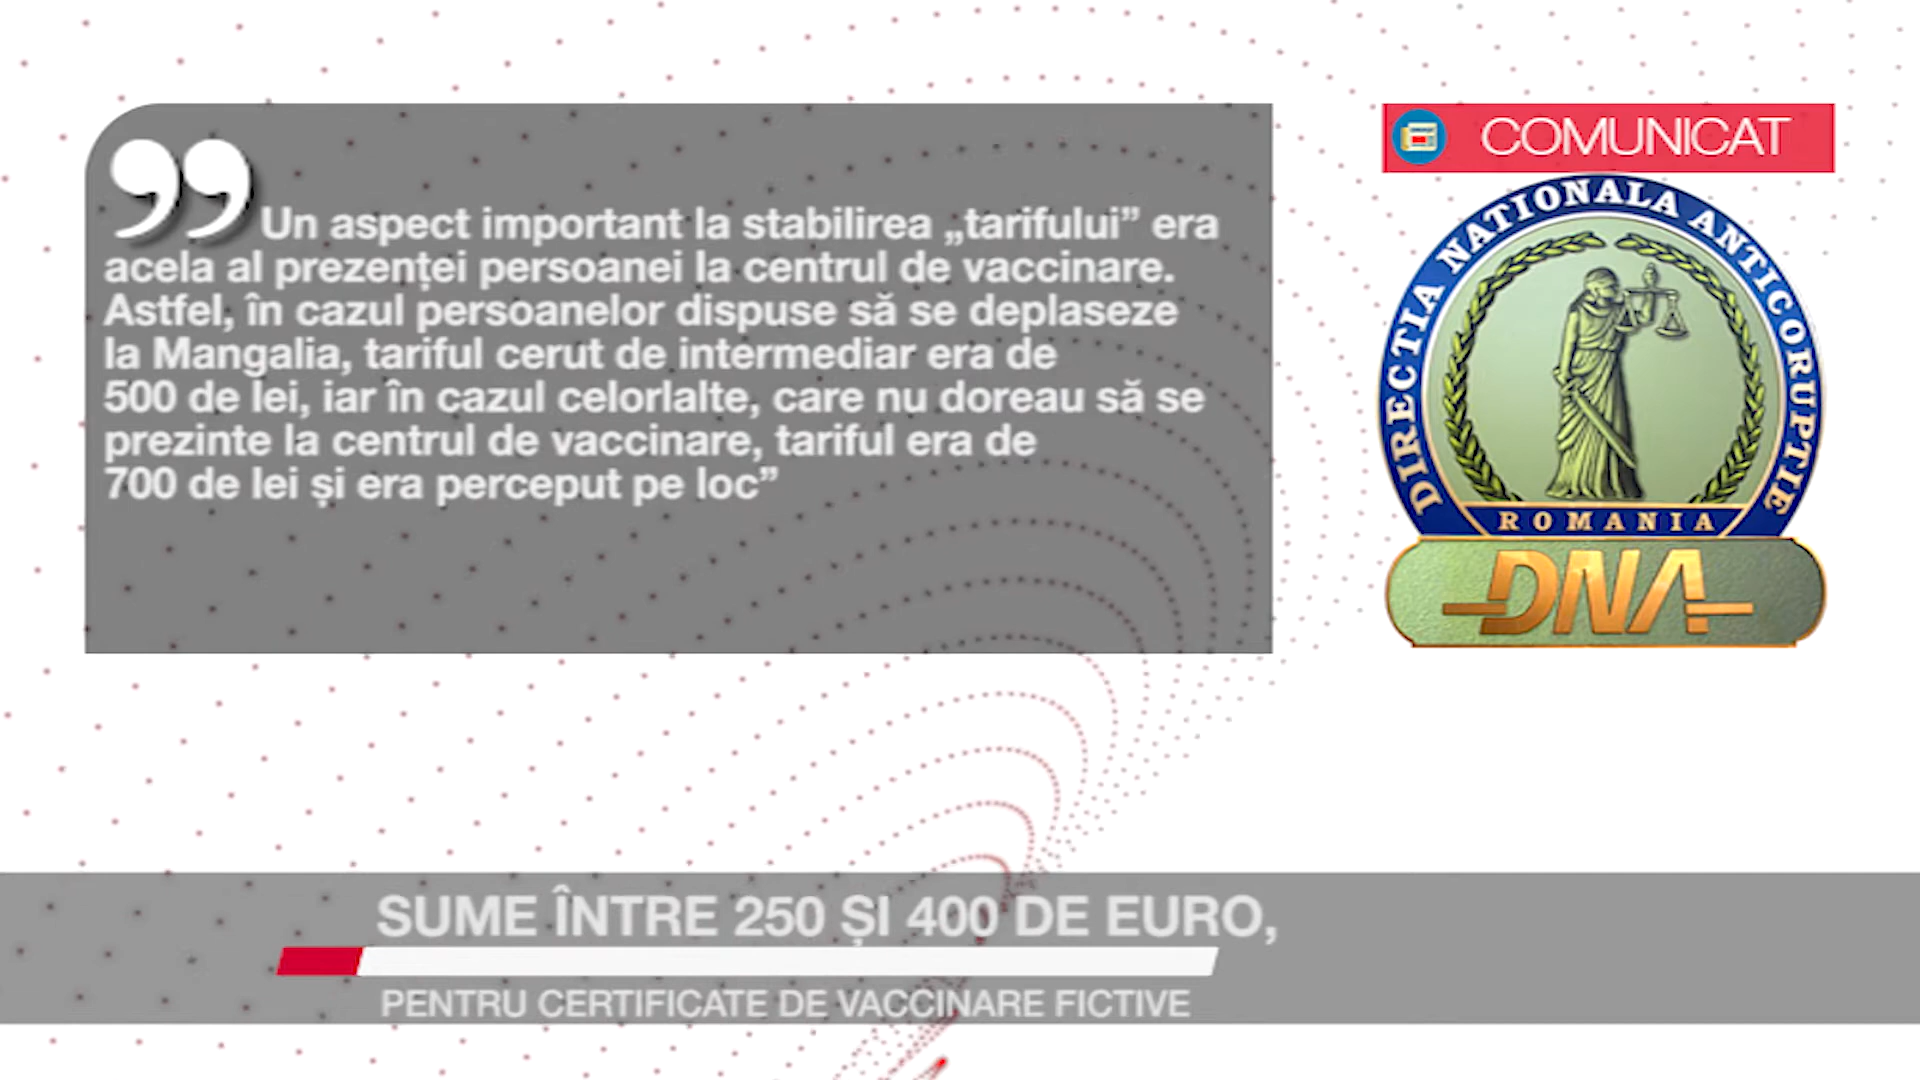 COMUNICAT
” Un aspect important la stabilirea „tarifului” era
acela al prezenței persoanei la centrul de vaccinare.
Astfel, în cazul persoanelor dispuse să se deplaseze
la Mangalia, tariful cerut de intermediar era de
500 de lei, iar în cazul celorlalte, care nu doreau să se
prezinte la centrul de vaccinare, tariful era de
700 de lei și era perceput pe loc”
DIRECTIA NATIONALA ANTICORUPTIE
ROMANIA
DNA
SUME ÎNTRE 250 ȘI 400 DE EURO,
PENTRU CERTIFICATE DE VACCINARE FICTIVE